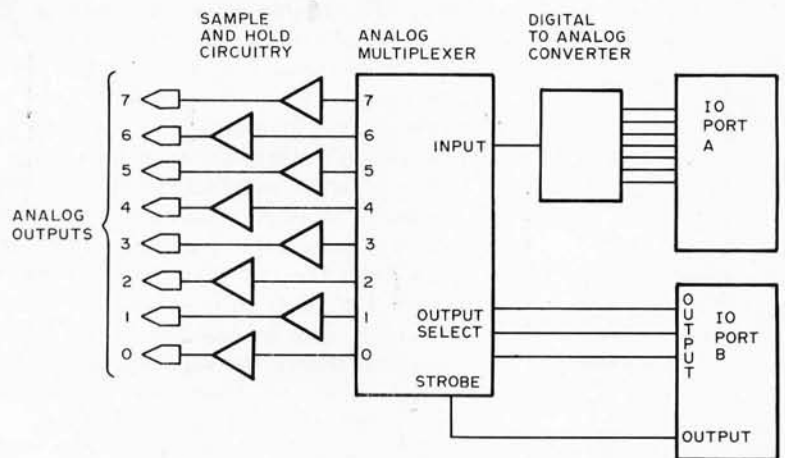 SAMPLE
AND HOLD
CIRCUITRY
ANALOG
MULTIPLEXER
DIGITAL
TO ANALOG
CONVERTER
ANALOG
OUTPUTS
7
6
5
4
3
2
1
0
7
6
5
4
3
2
1
0
INPUT
OUTPUT
SELECT
STROBE
IO
PORT
A
OUTPUT
IO
PORT
B
OUTPUT